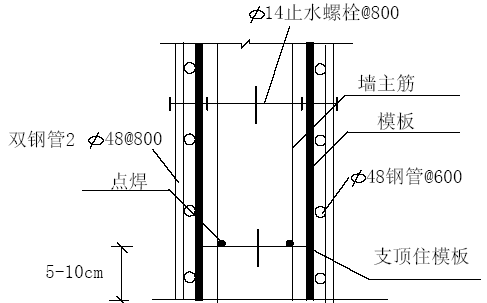 φ14止水螺栓@800
墙主筋
模板
双钢管2 φ48@800
点焊
φ48钢管@600
支顶住模板
5-10cm